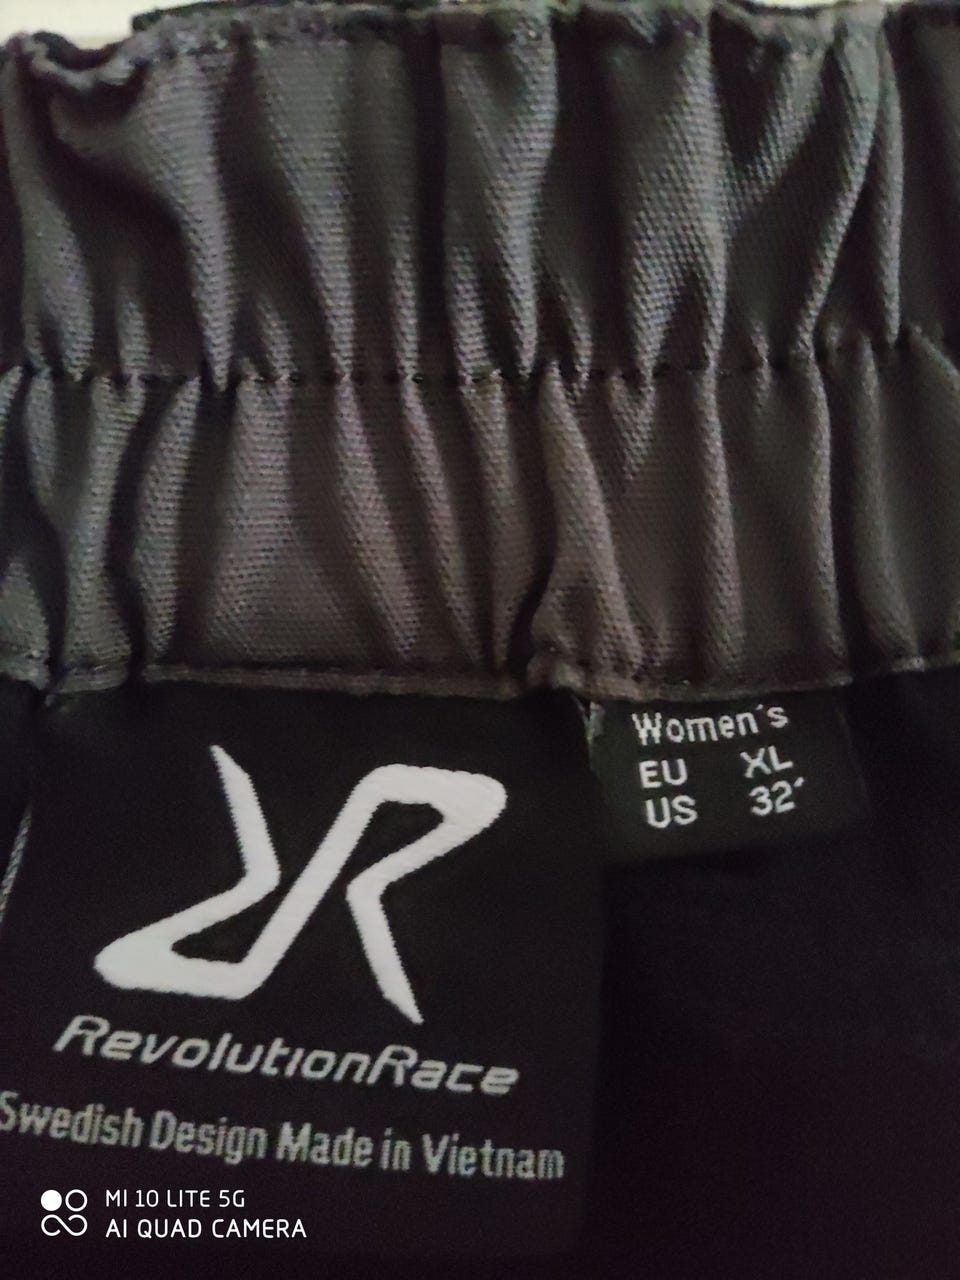 Women's
EU XL
US 32'
RevolutionRace
Swedish Design Made in Vietnam
MI 10 LITE 5G
AI QUAD CAMERA